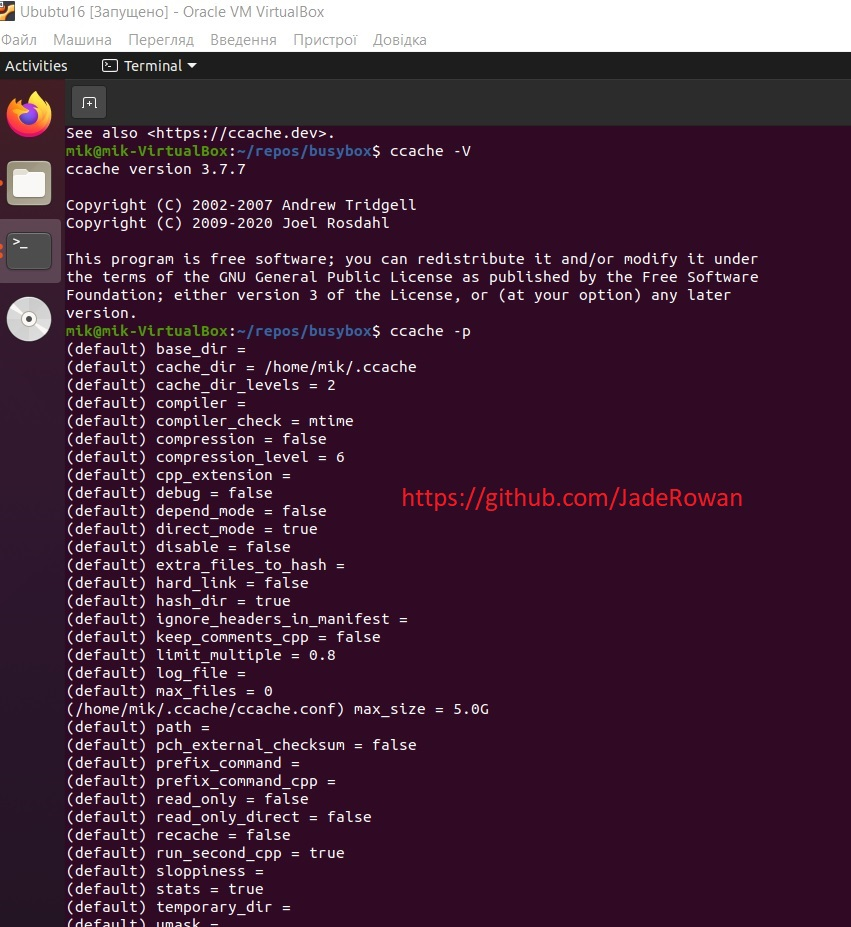 Ububtu16 [Запущено] - Oracle VM VirtualBox
Файл Машина Перегляд Введення Пристрої Довідка
Activities Terminal
See also <https://ccache.dev>.
mik@mik-VirtualBox:~/repos/busybox$ ccache -V
ccache version 3.7.7
Copyright (C) 2002-2007 Andrew Tridgell
Copyright (C) 2009-2020 Joel Rosdahl
This program is free software; you can redistribute it and/or modify it under
the terms of the GNU General Public License as published by the Free Software
Foundation; either version 3 of the License, or (at your option) any later
version.
mik@mik-VirtualBox:~/repos/busybox$ ccache -p
(default) base_dir =
(default) cache_dir = /home/mik/.ccache
(default) cache_dir_levels = 2
(default) compiler =
(default) compiler_check = mtime
(default) compression = false
(default) compression_level = 6
(default) cpp_extension =
(default) debug = false
https://github.com/JadeRowan
(default) depend_mode = false
(default) direct_mode = true
(default) disable = false
(default) extra_files_to_hash =
(default) hard_link = false
(default) hash_dir = true
(default) ignore_headers_in_manifest =
(default) keep_comments_cpp = false
(default) limit_multiple = 0.8
(default) log_file =
(default) max_files = 0
(/home/mik/.ccache/ccache.conf) max_size = 5.0G
(default) path =
(default) pch_external_checksum = false
(default) prefix_command =
(default) prefix_command_cpp =
(default) read_only = false
(default) read_only_direct = false
(default) recache = false
(default) run_second_cpp = true
(default) sloppiness =
(default) stats = true
(default) temporary_dir =
(default) umask =